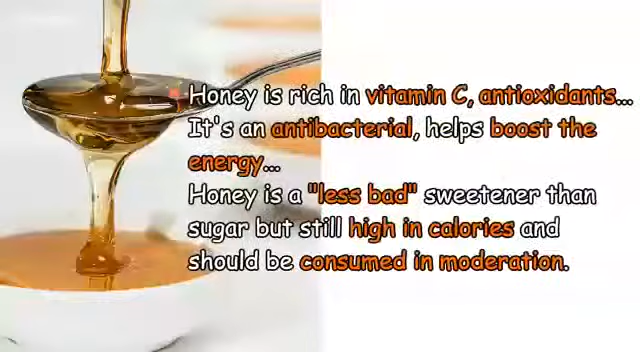 Honey is rich in vitamin C, antioxidants...
It's an antibacterial, helps boost the
energy...
Honey is a "less bad" sweetener than
sugar but still high in calories and
should be consumed in moderation.